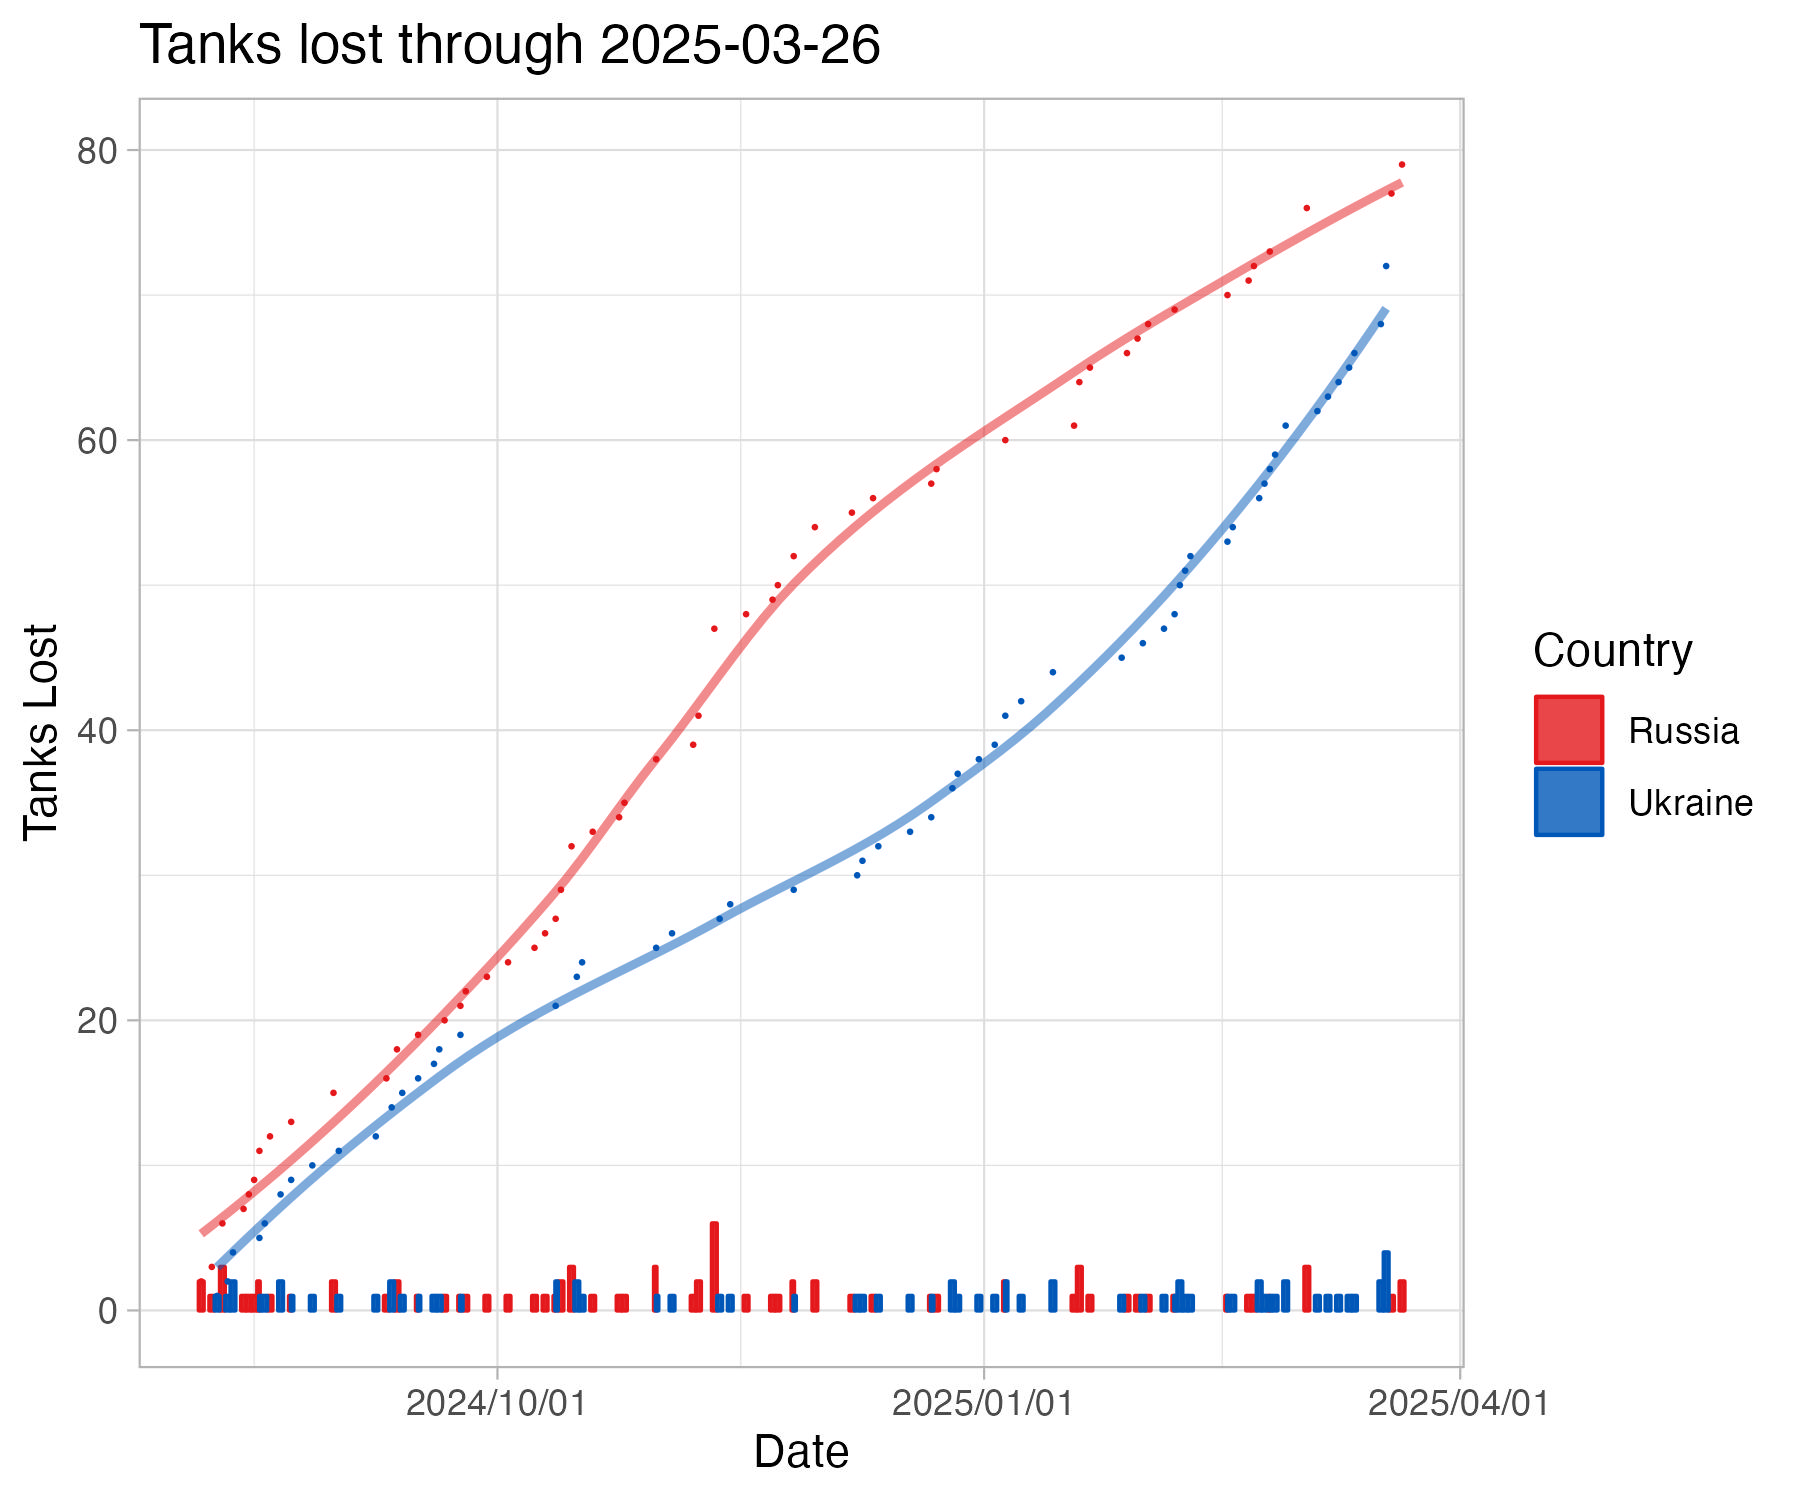 Tanks lost through 2025-03-26
80
60
40
20
0
Tanks Lost
2024/10/01
2025/01/01
2025/04/01
Date
Country
Russia
Ukraine